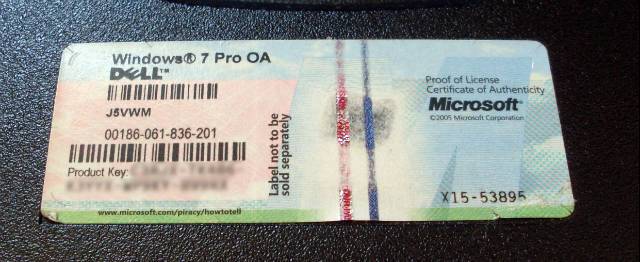 Windows® 7 Pro OA
DELL™
J5VWM
00186-061-836-201
Product Key:
www.microsoft.com/piracy/howtotell
Label not to be
sold separately
Proof of License
Certificate of Authenticity
Microsoft®
©2005 Microsoft Corporation
X15-53895